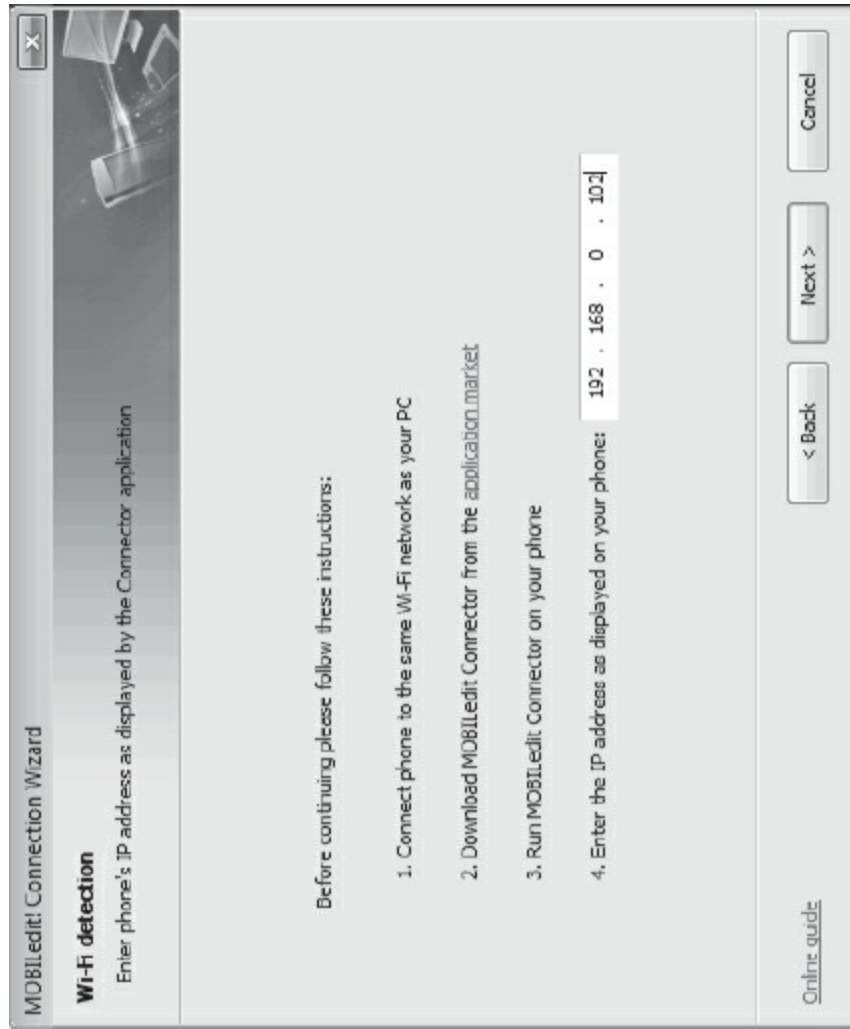 MOBILedit! Connection Wizard
x
Wi-Fi detection
Enter phone's IP address as displayed by the Connector application
Before continuing please follow these instructions:
1. Connect phone to the same Wi-Fi network as your PC
2. Download MOBILedit Connector from the application market
3. Run MOBILedit Connector on your phone
4. Enter the IP address as displayed on your phone: 192 . 168 . 0 . 102
Online guide < Back Next > Cancel